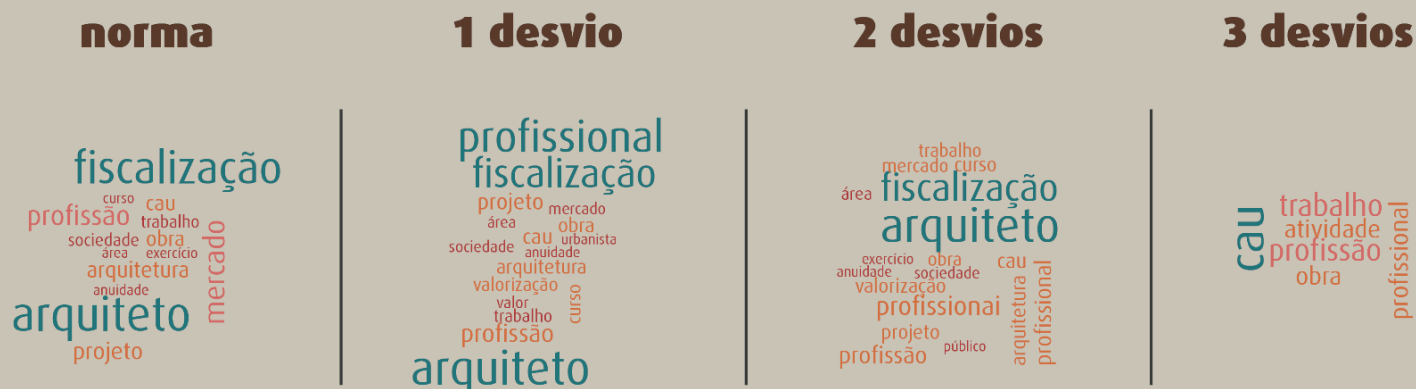 norma
1 desvio
2 desvios
3 desvios
fiscalização
curso cau
profissão trabalho
sociedade obra
área exercício
arquitetura
mercado
anuidade
arquiteto
projeto
profissional
fiscalização
projeto mercado
área obra
cau urbanista
sociedade anuidade
arquitetura
valorização
curso
valor
trabalho
profissão
arquiteto
trabalho
mercado curso
área fiscalização
arquiteto
exercício obra cau
anuidade sociedade
valorização
profissionai
arquitetura
profissional
projeto
profissão público
cau
trabalho
atividade
profissão
obra
profissional